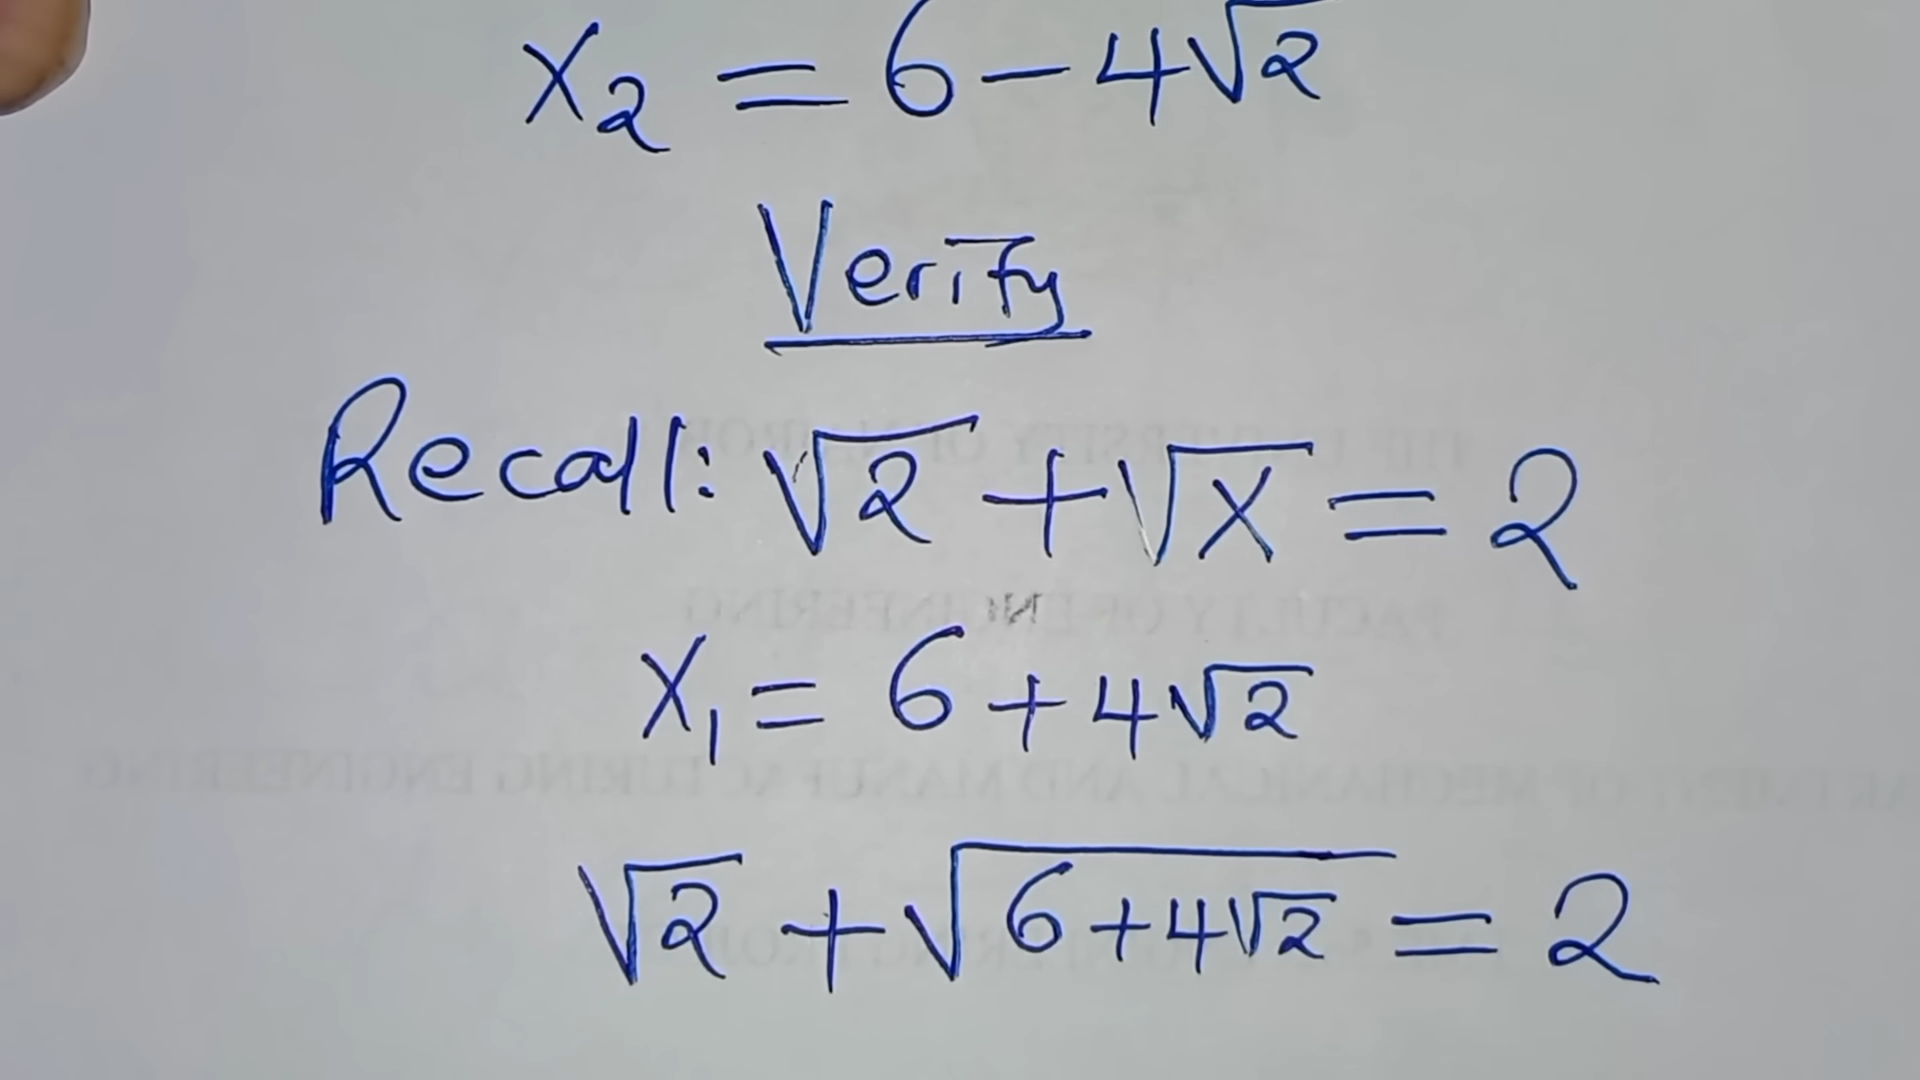 x₂ = 6 - 4√2
Verify
Recall: √2 + √x = 2
x₁ = 6 + 4√2
√2 + √(6+4√2) = 2